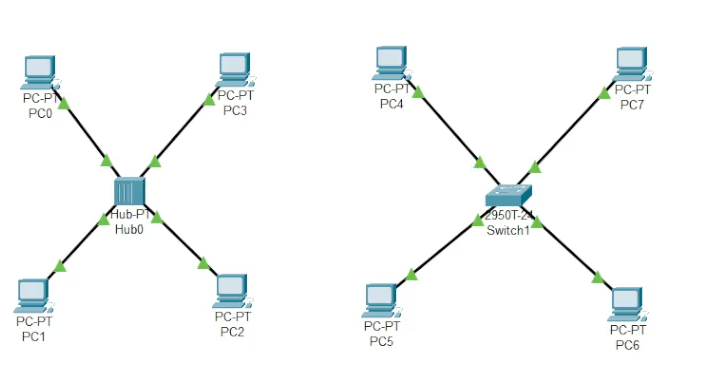 PC-PT
PC0
PC-PT
PC3
Hub-PT
Hub0
PC-PT
PC1
PC-PT
PC2
PC-PT
PC4
PC-PT
PC7
2950T-24
Switch1
PC-PT
PC5
PC-PT
PC6